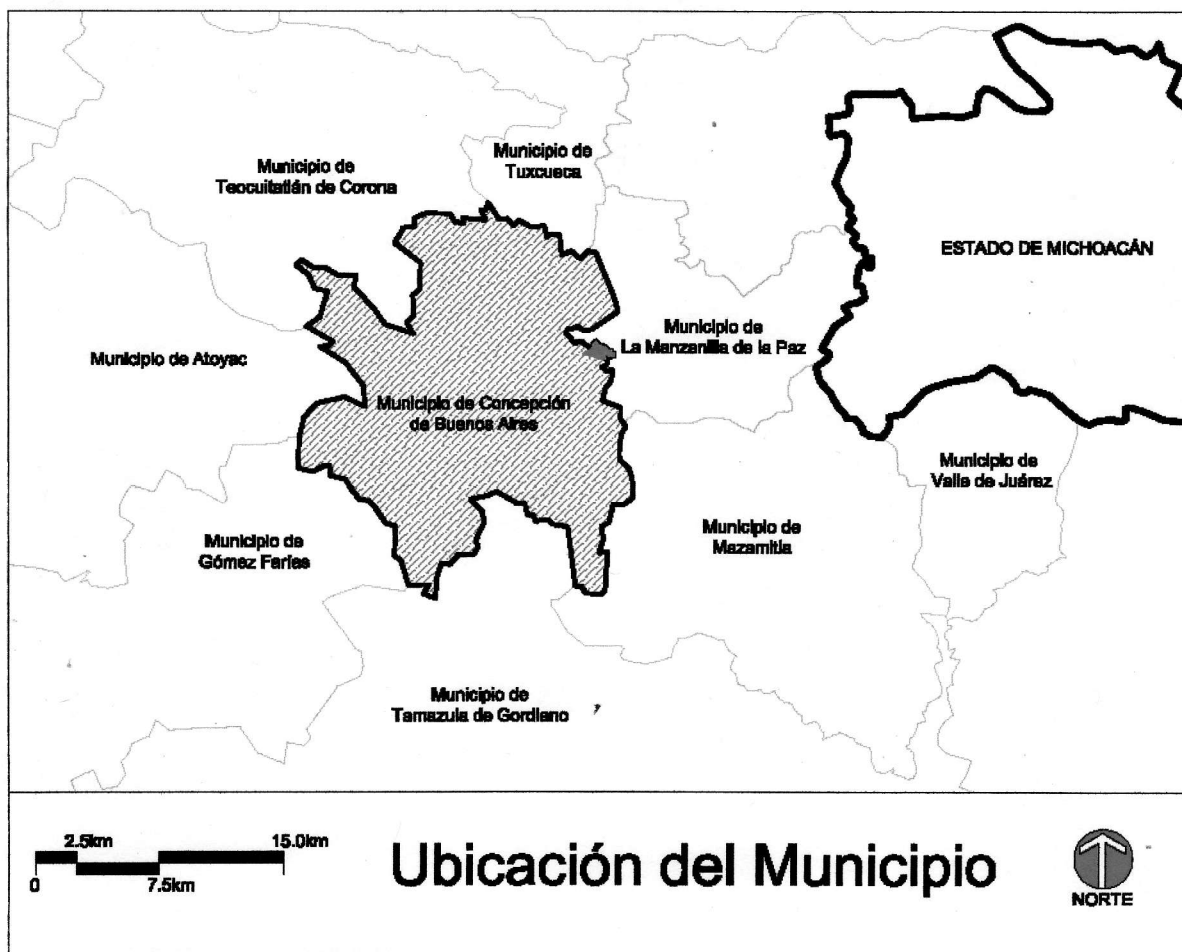 Municipio de
Tuxcueca
Municipio de
Teocuitatlán de Corona
ESTADO DE MICHOACÁN
Municipio de
La Manzanilla de la Paz
Municipio de Atoyac
Municipio de Concepción
de Buenos Aires
Municipio de
Valle de Juárez
Municipio de
Mazamitla
Municipio de
Gómez Farías
Municipio de
Tamazula de Gordiano
2.5km
15.0km
0
7.5km
Ubicación del Municipio
NORTE